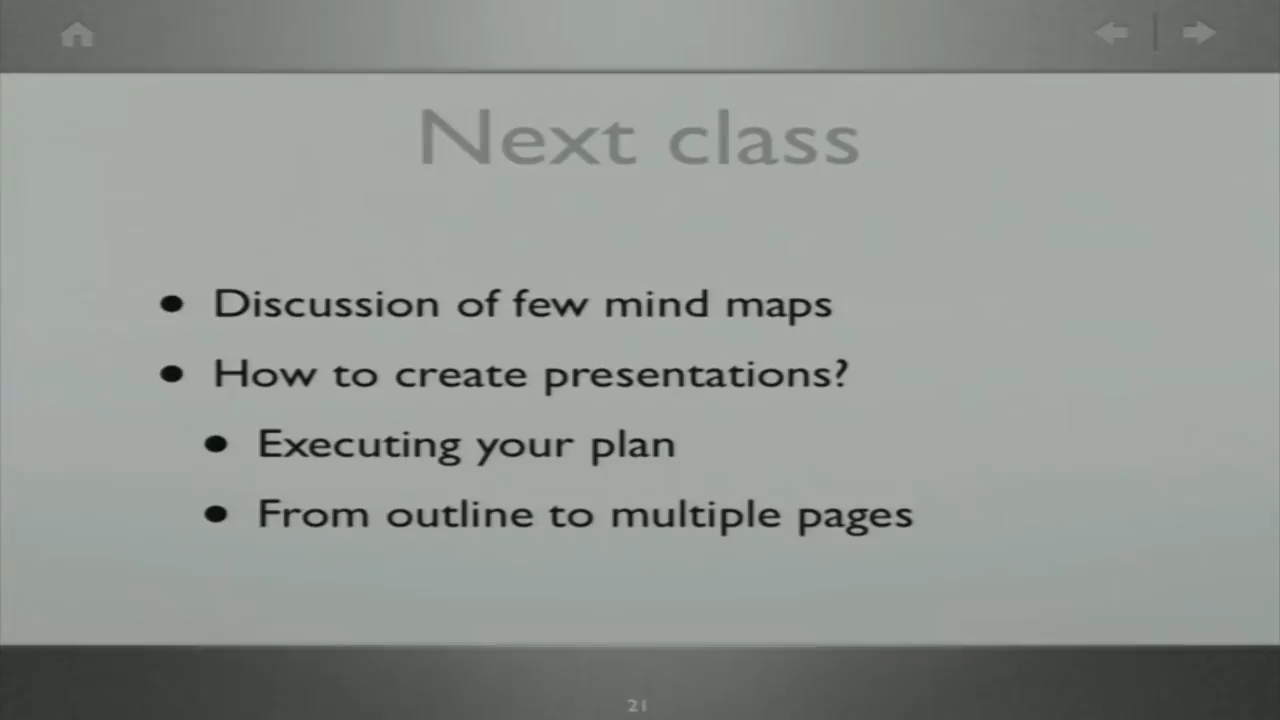 Next class
• Discussion of few mind maps
• How to create presentations?
• Executing your plan
• From outline to multiple pages
21